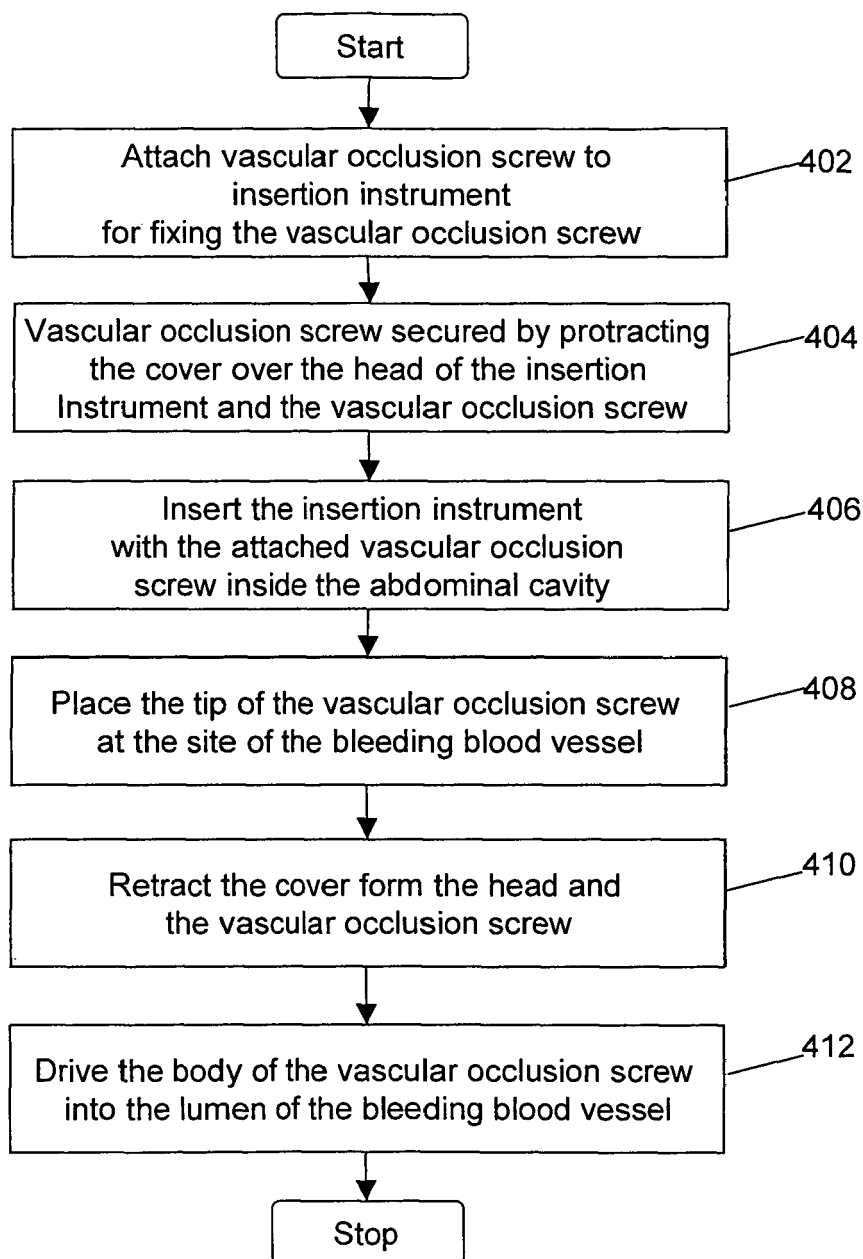 Start
Attach vascular occlusion screw to
insertion instrument
for fixing the vascular occlusion screw
402
Vascular occlusion screw secured by protracting
the cover over the head of the insertion
Instrument and the vascular occlusion screw
404
Insert the insertion instrument
with the attached vascular occlusion
screw inside the abdominal cavity
406
Place the tip of the vascular occlusion screw
at the site of the bleeding blood vessel
408
Retract the cover form the head and
the vascular occlusion screw
410
Drive the body of the vascular occlusion screw
into the lumen of the bleeding blood vessel
412
Stop